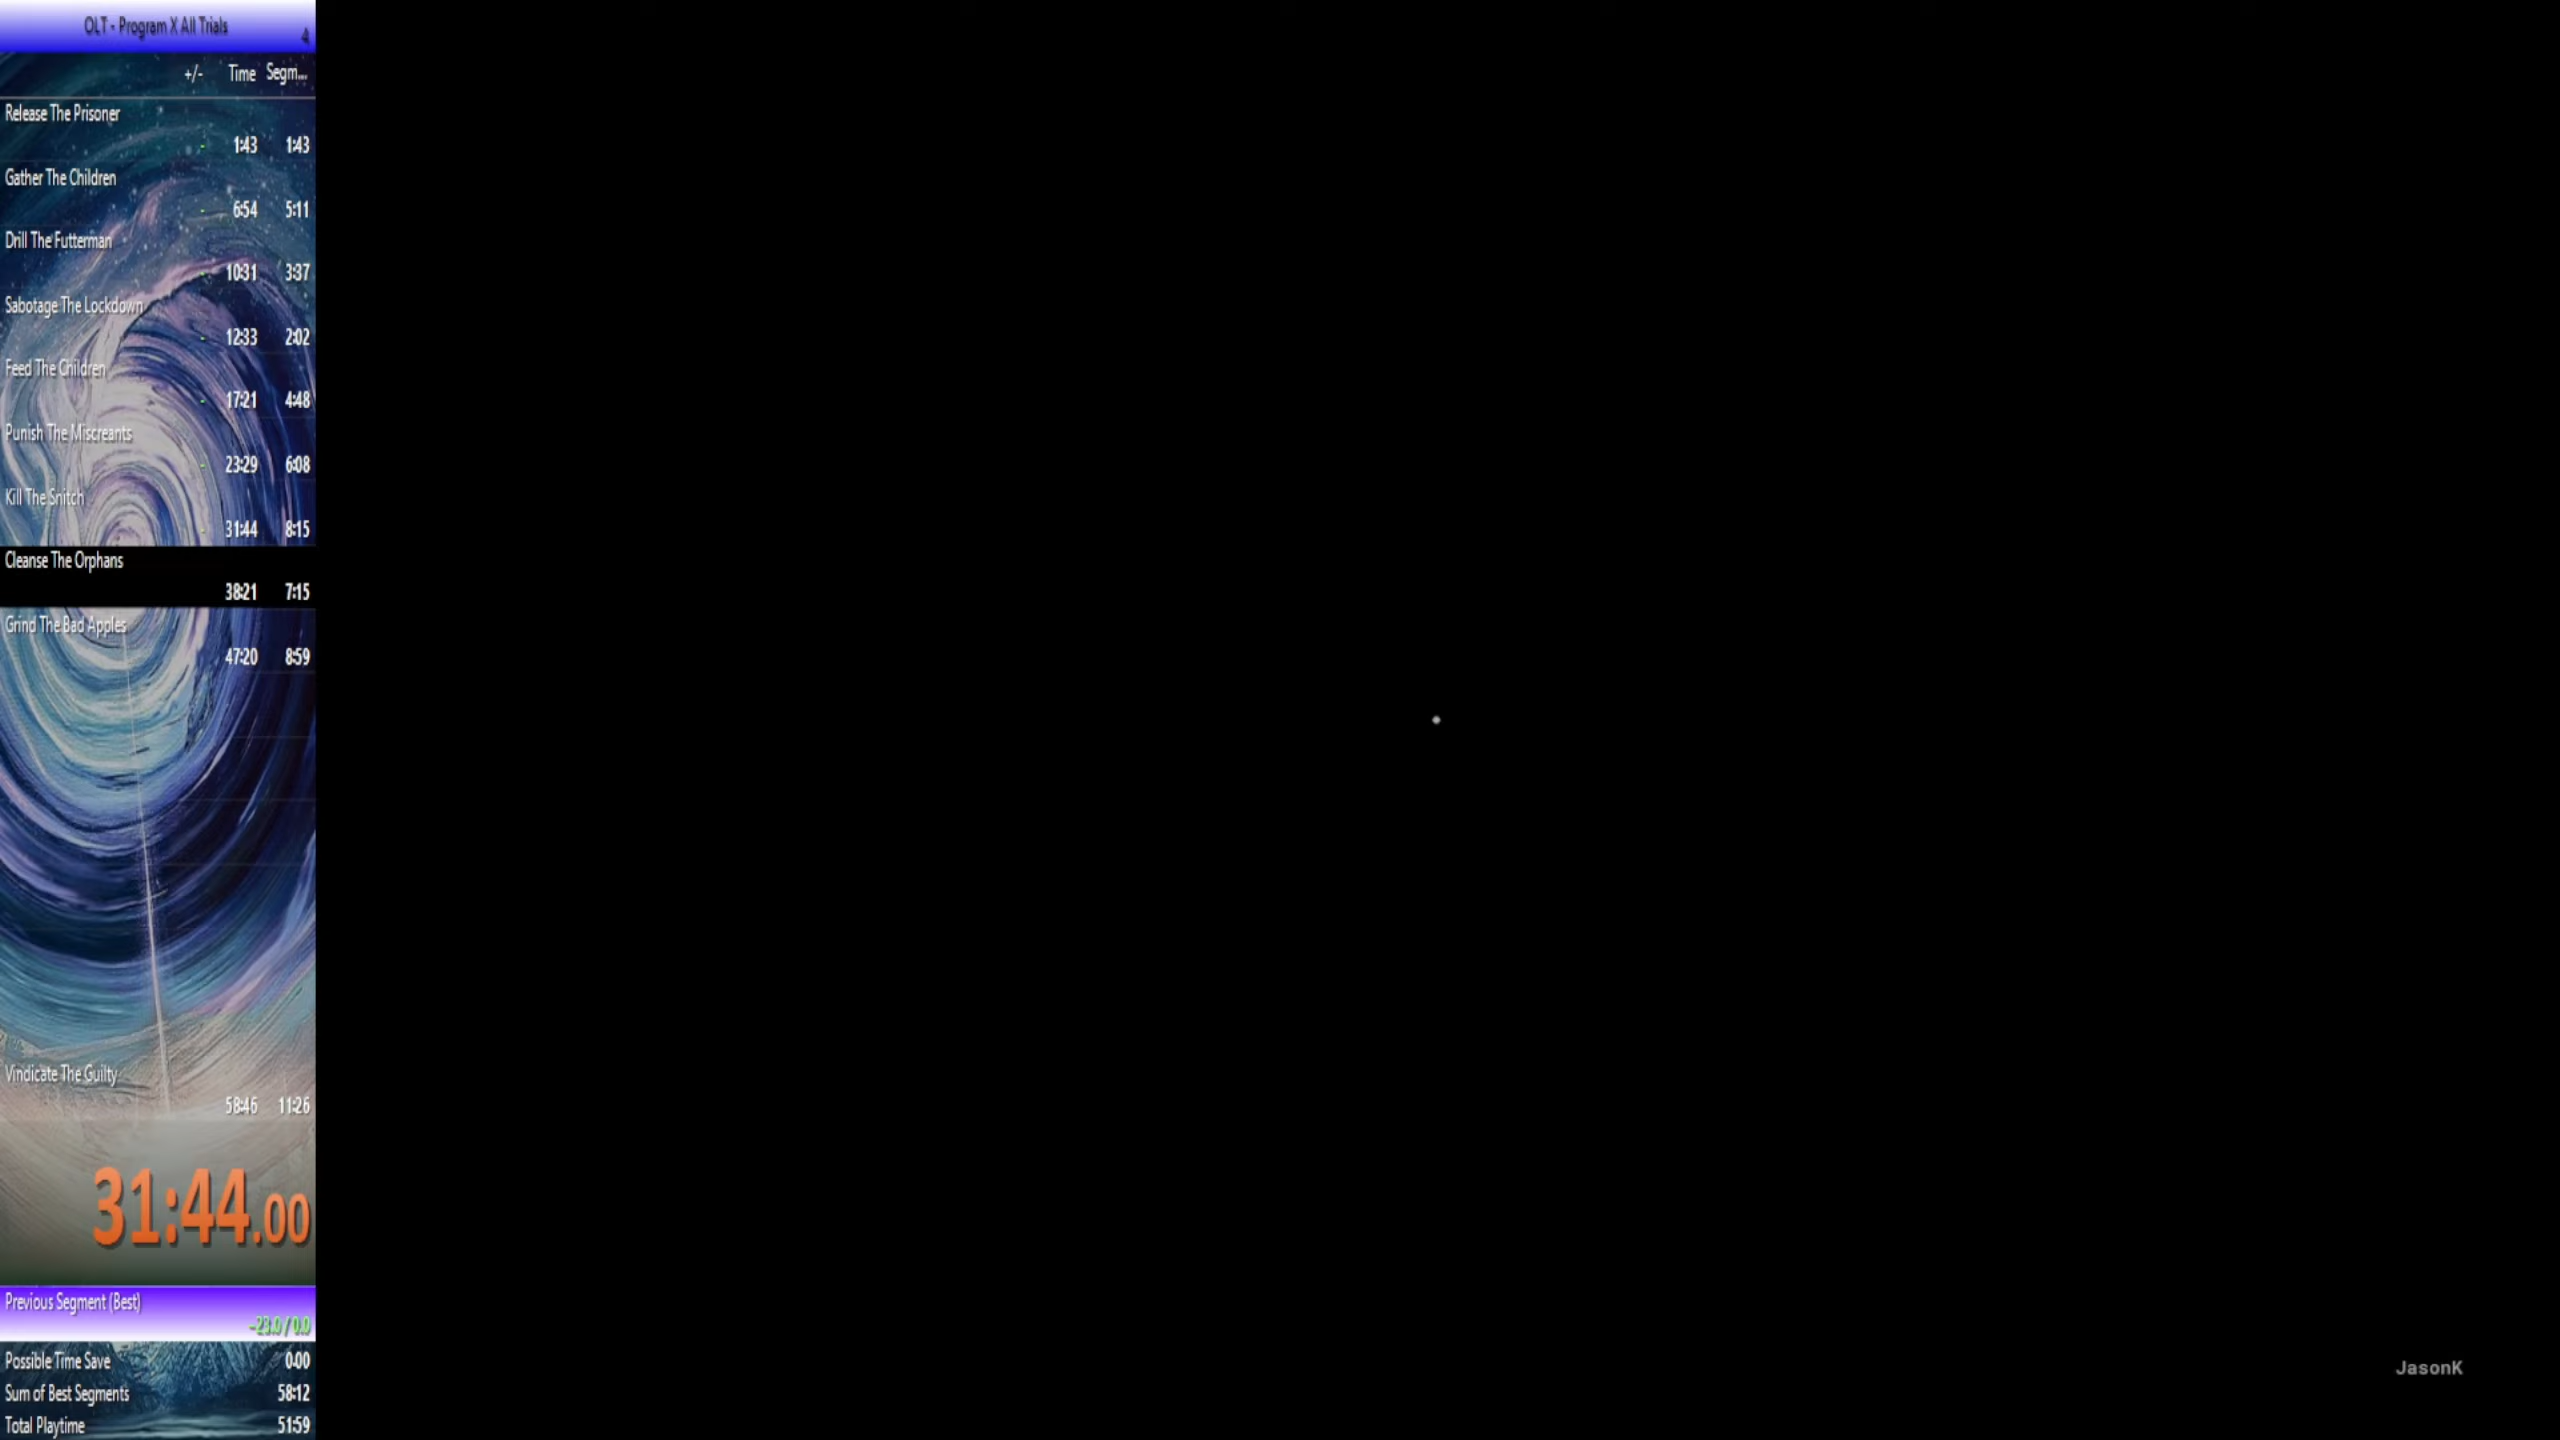 OLT - Program X All Trials
4
+/- Time Segm...
Release The Prisoner
1:43 1:43
Gather The Children
6:54 5:11
Drill The Futterman
10:31 3:37
Sabotage The Lockdown
12:33 2:02
Feed The Children
17:21 4:48
Punish The Miscreants
23:29 6:08
Kill The Snitch
31:44 8:15
Cleanse The Orphans
38:21 7:15
Grind The Bad Apples
47:20 8:59
Vindicate The Guilty
58:46 11:26
31:44.00
Previous Segment (Best)
-23.0 / 0.0
Possible Time Save 0.00
Sum of Best Segments 58:12
Total Playtime 51:59
JasonK